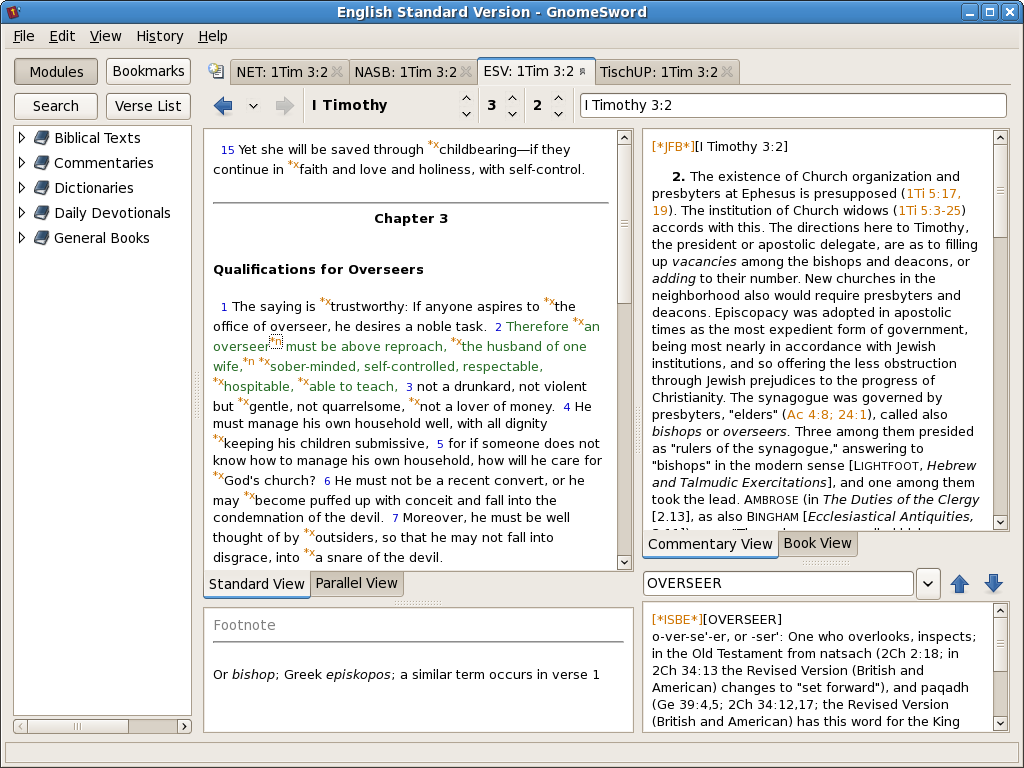 English Standard Version - GnomeSword
File Edit View History Help
Modules Bookmarks
Search Verse List
Biblical Texts
Commentaries
Dictionaries
Daily Devotionals
General Books
NET: 1Tim 3:2 NASB: 1Tim 3:2 ESV: 1Tim 3:2 TischUP: 1Tim 3:2
I Timothy 3 2 I Timothy 3:2
15 Yet she will be saved through *xchildbearing—if they
continue in *xfaith and love and holiness, with self-control.
Chapter 3
Qualifications for Overseers
1 The saying is *xtrustworthy: If anyone aspires to *xthe
office of overseer, he desires a noble task. 2 Therefore *xan
overseer*n must be above reproach, *xthe husband of one
wife,*n *xsober-minded, self-controlled, respectable,
*xhospitable, *xable to teach, 3 not a drunkard, not violent
but *xgentle, not quarrelsome, *xnot a lover of money. 4 He
must manage his own household well, with all dignity
*xkeeping his children submissive, 5 for if someone does not
know how to manage his own household, how will he care for
*xGod's church? 6 He must not be a recent convert, or he
may *xbecome puffed up with conceit and fall into the
condemnation of the devil. 7 Moreover, he must be well
thought of by *xoutsiders, so that he may not fall into
disgrace, into *xa snare of the devil.
Standard View Parallel View
Footnote
Or bishop; Greek episkopos; a similar term occurs in verse 1
[*JFB*][I Timothy 3:2]
2. The existence of Church organization and
presbyters at Ephesus is presupposed (1Ti 5:17,
19). The institution of Church widows (1Ti 5:3-25)
accords with this. The directions here to Timothy,
the president or apostolic delegate, are as to filling
up vacancies among the bishops and deacons, or
adding to their number. New churches in the
neighborhood also would require presbyters and
deacons. Episcopacy was adopted in apostolic
times as the most expedient form of government,
being most nearly in accordance with Jewish
institutions, and so offering the less obstruction
through Jewish prejudices to the progress of
Christianity. The synagogue was governed by
presbyters, "elders" (Ac 4:8; 24:1), called also
bishops or overseers. Three among them presided
as "rulers of the synagogue," answering to
"bishops" in the modern sense [LIGHTFOOT, Hebrew
and Talmudic Exercitations], and one among them
took the lead. AMBROSE (in The Duties of the Clergy
[2.13], as also BINGHAM [Ecclesiastical Antiquities,
Commentary View Book View
OVERSEER
[*ISBE*][OVERSEER]
o-ver-se'-er, or -ser': One who overlooks, inspects;
in the Old Testament from natsach (2Ch 2:18; in
2Ch 34:13 the Revised Version (British and
American) changes to "set forward"), and paqadh
(Ge 39:4,5; 2Ch 34:12,17; the Revised Version
(British and American) has this word for the King